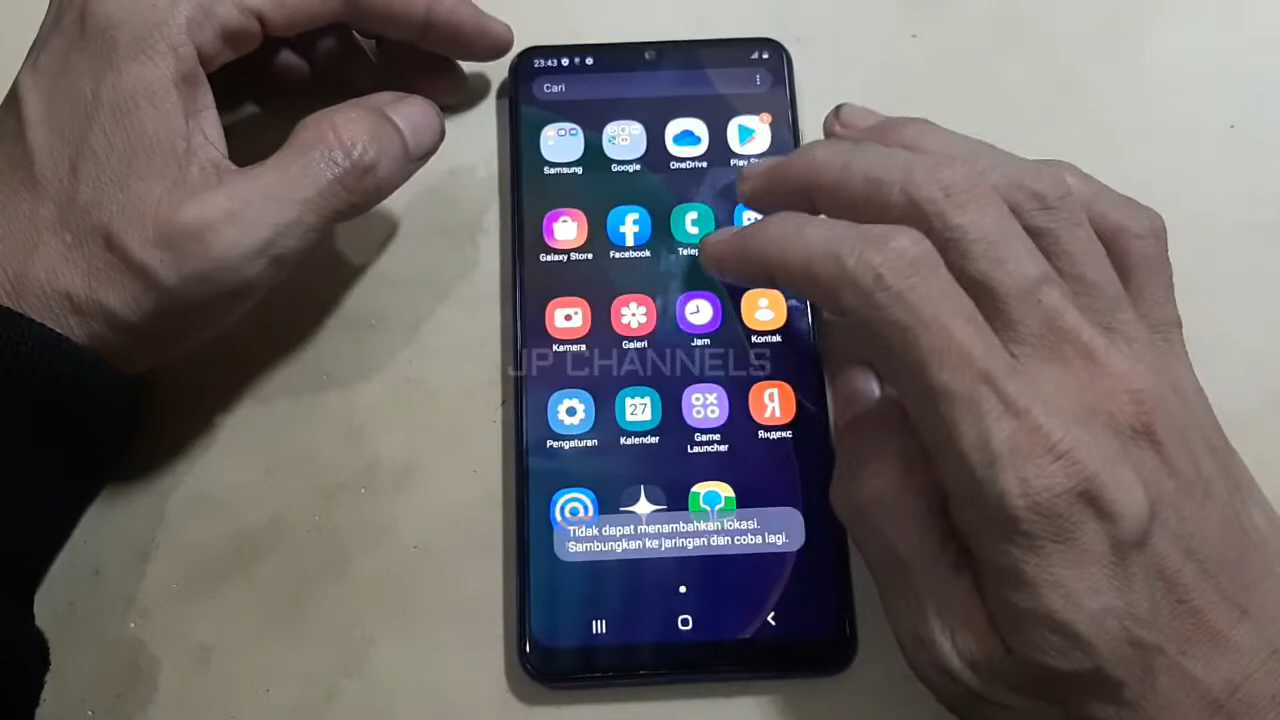 23:43
Cari
Samsung
Google
OneDrive
Play
Galaxy Store
Facebook
Kamera
Galeri
Jam
Kontak
JP CHANNELS
Pengaturan
27
Kalender
Game
Launcher
Я
Яндекс
Tidak dapat menambahkan lokasi.
Sambungkan ke jaringan dan coba lagi.